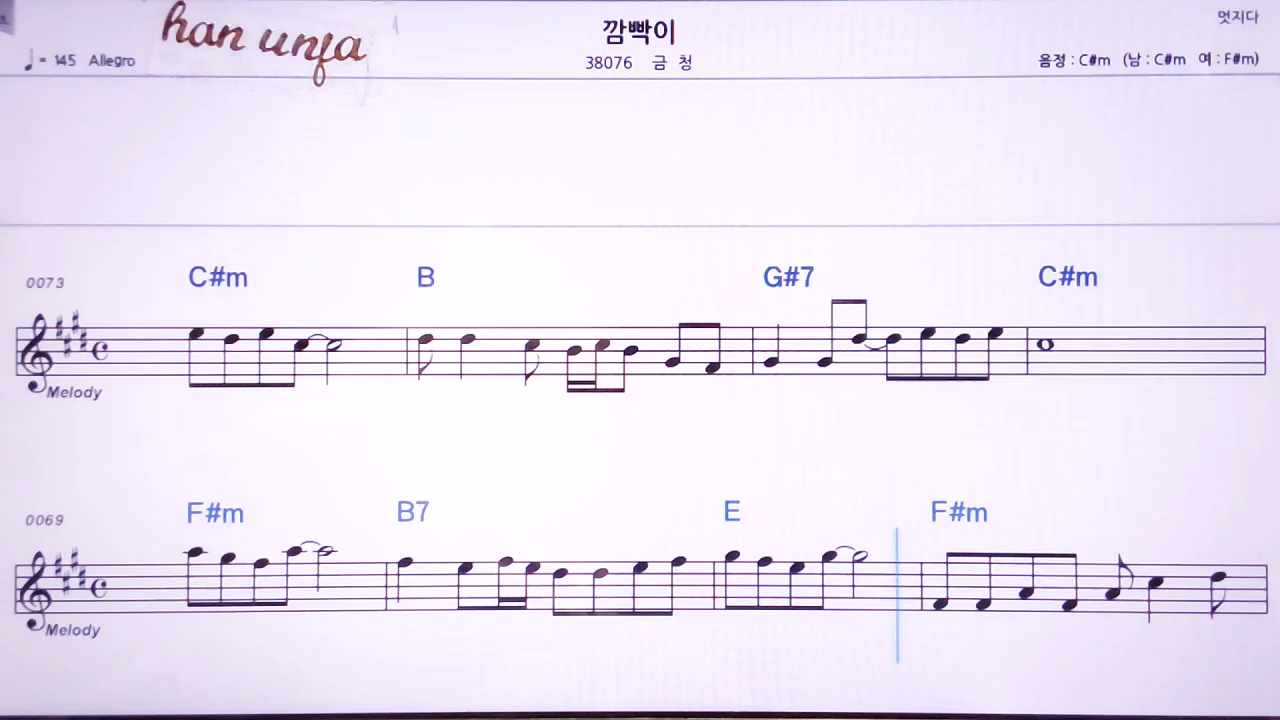 han unja
깜빡이
멋지다
♩= 145 Allegro
38076 금 청
음정 : C#m (남 : C#m 여 : F#m)
0073
C#m B G#7 C#m
Melody
0069
F#m B7 E F#m
Melody